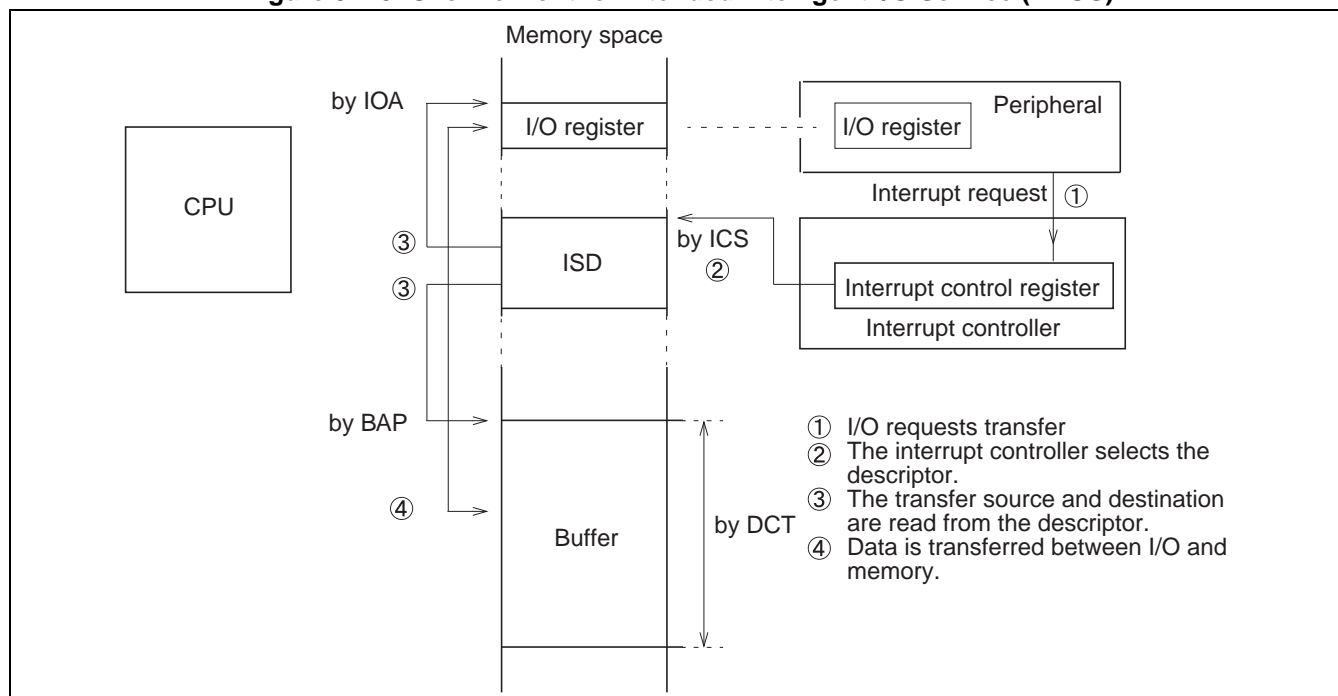 Memory space
by IOA
I/O register
Peripheral
I/O register
CPU
Interrupt request ①
③
ISD
by ICS
②
③
Interrupt control register
Interrupt controller
by BAP
④
Buffer
by DCT
① I/O requests transfer
② The interrupt controller selects the
descriptor.
③ The transfer source and destination
are read from the descriptor.
④ Data is transferred between I/O and
memory.